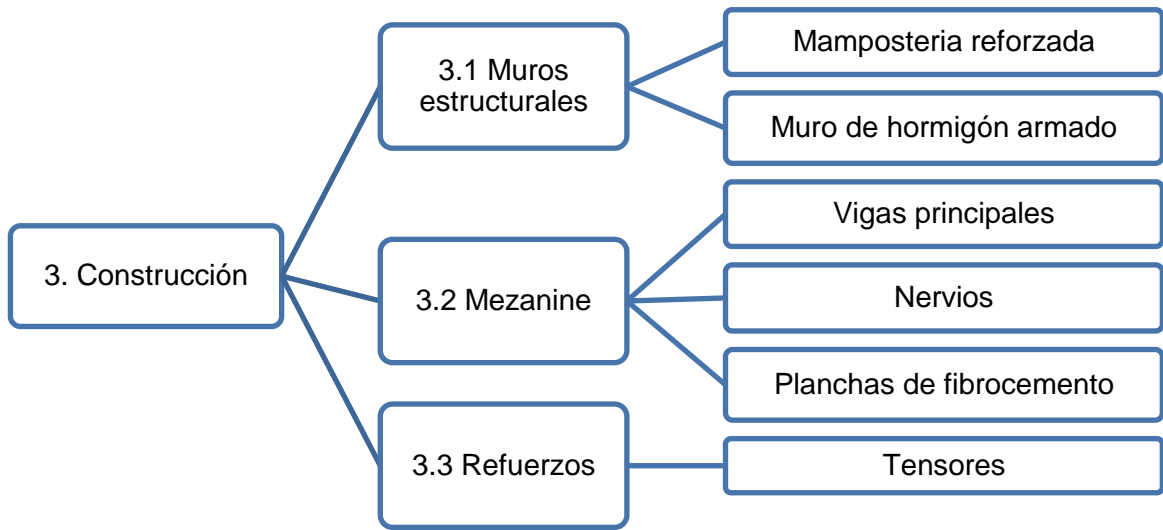 3. Construcción
3.1 Muros
estructurales
Mamposteria reforzada
Muro de hormigón armado
3.2 Mezanine
Vigas principales
Nervios
Planchas de fibrocemento
3.3 Refuerzos
Tensores